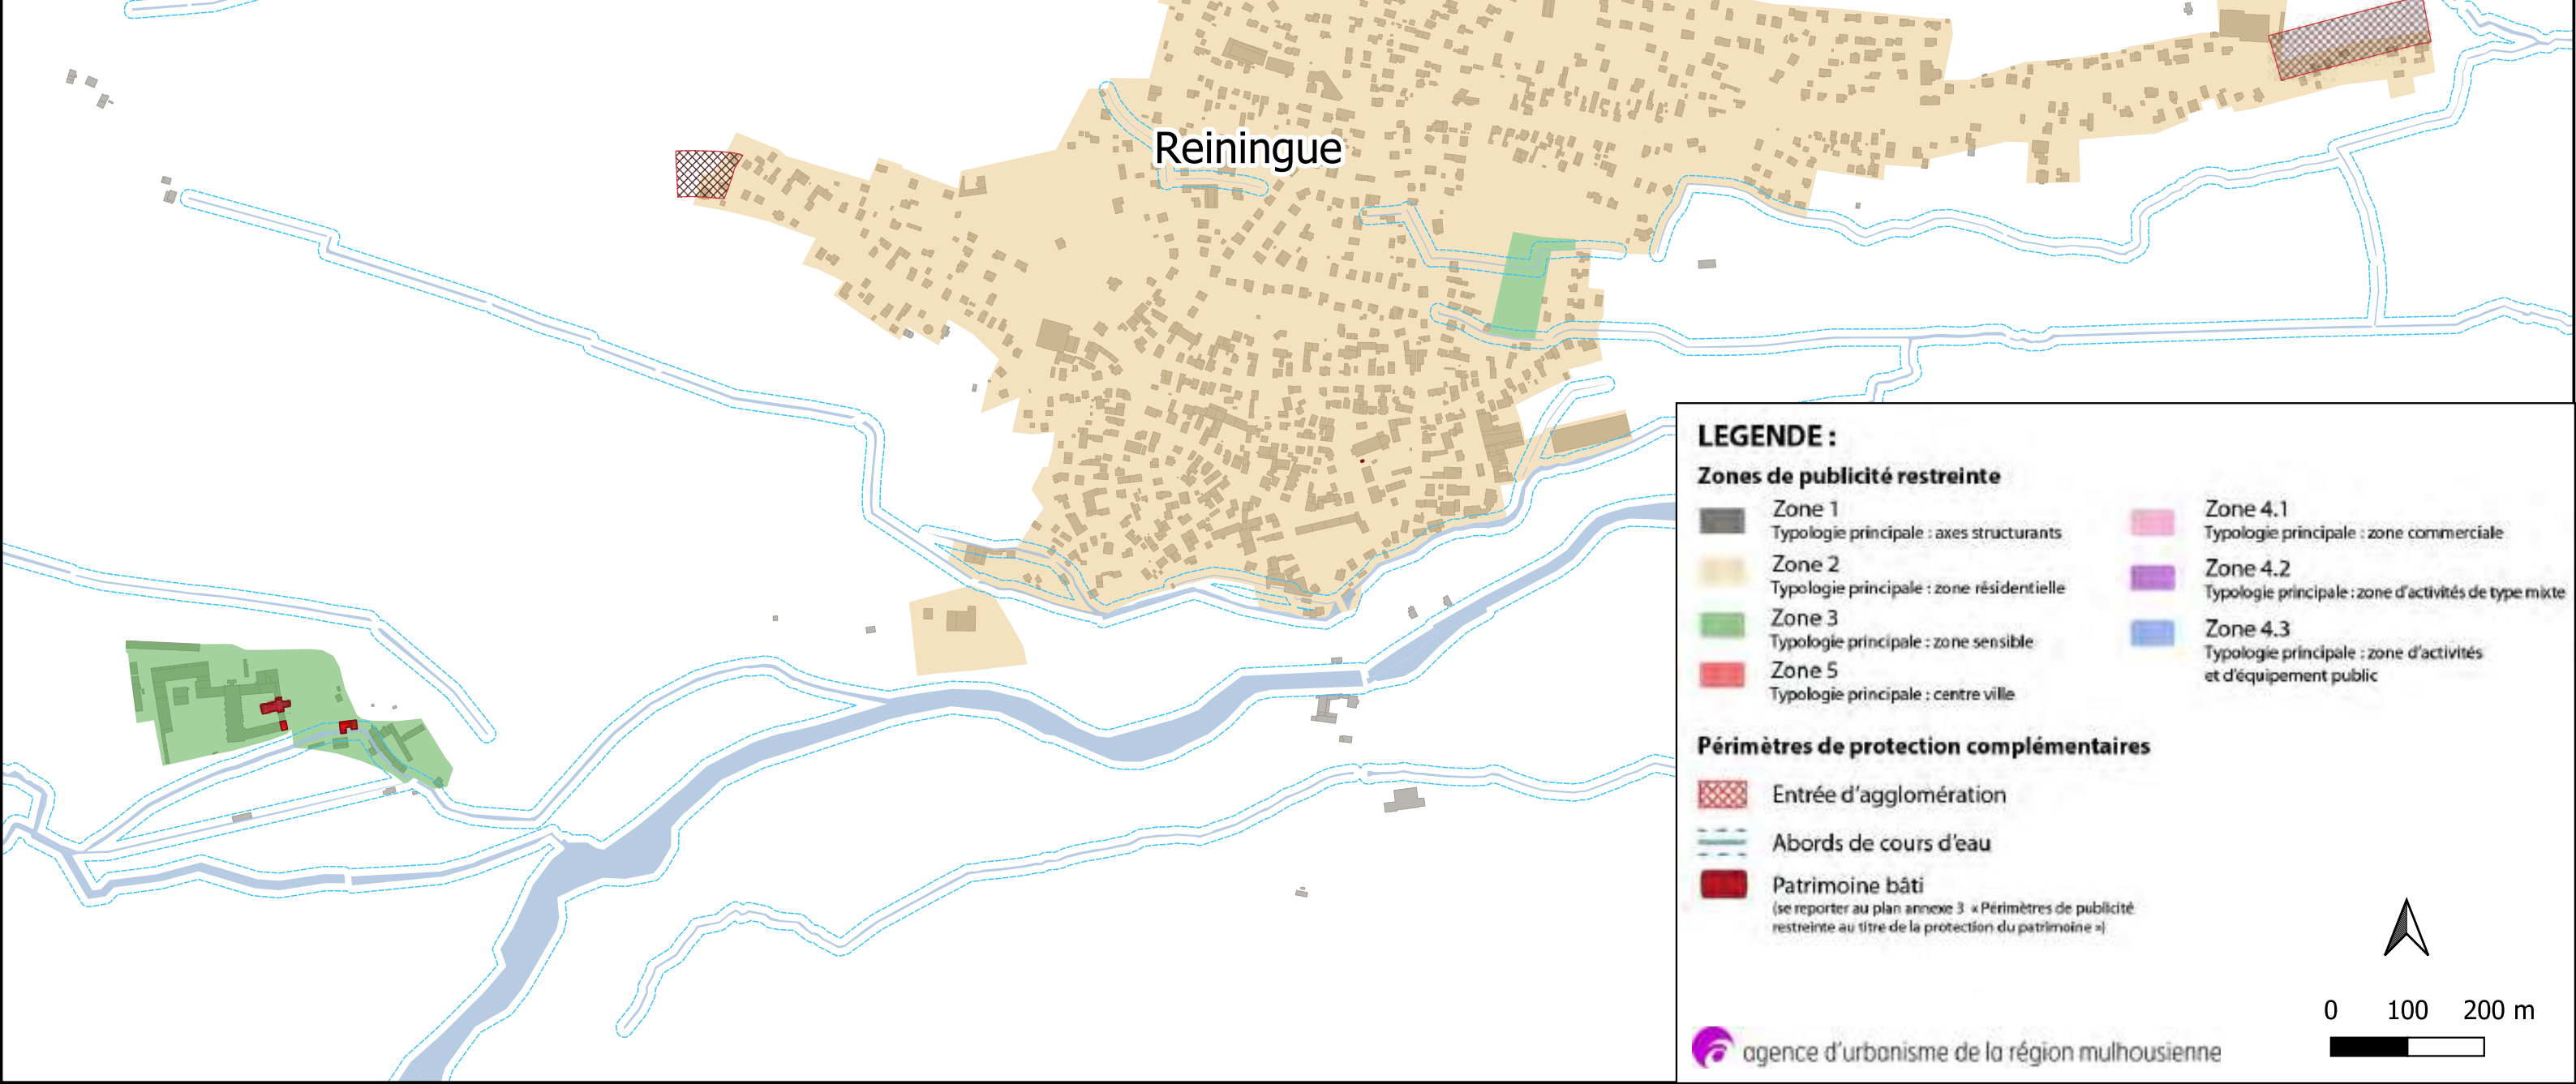 Reiningue
LEGENDE :
Zones de publicité restreinte
Zone 1
Typologie principale : axes structurants
Zone 2
Typologie principale : zone résidentielle
Zone 3
Typologie principale : zone sensible
Zone 5
Typologie principale : centre ville
Zone 4.1
Typologie principale : zone commerciale
Zone 4.2
Typologie principale : zone d'activités de type mixte
Zone 4.3
Typologie principale : zone d'activités
et d'équipement public
Périmètres de protection complémentaires
Entrée d'agglomération
Abords de cours d'eau
Patrimoine bâti
(se reporter au plan annexe 3 « Périmètres de publicité
restreinte au titre de la protection du patrimoine »)
0 100 200 m
agence d'urbanisme de la région mulhousienne